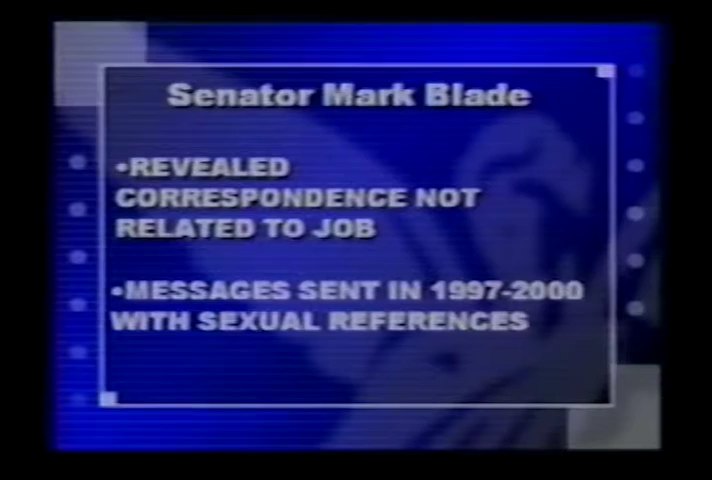 Senator Mark Blade
•REVEALED
CORRESPONDENCE NOT
RELATED TO JOB
•MESSAGES SENT IN 1997-2000
WITH SEXUAL REFERENCES